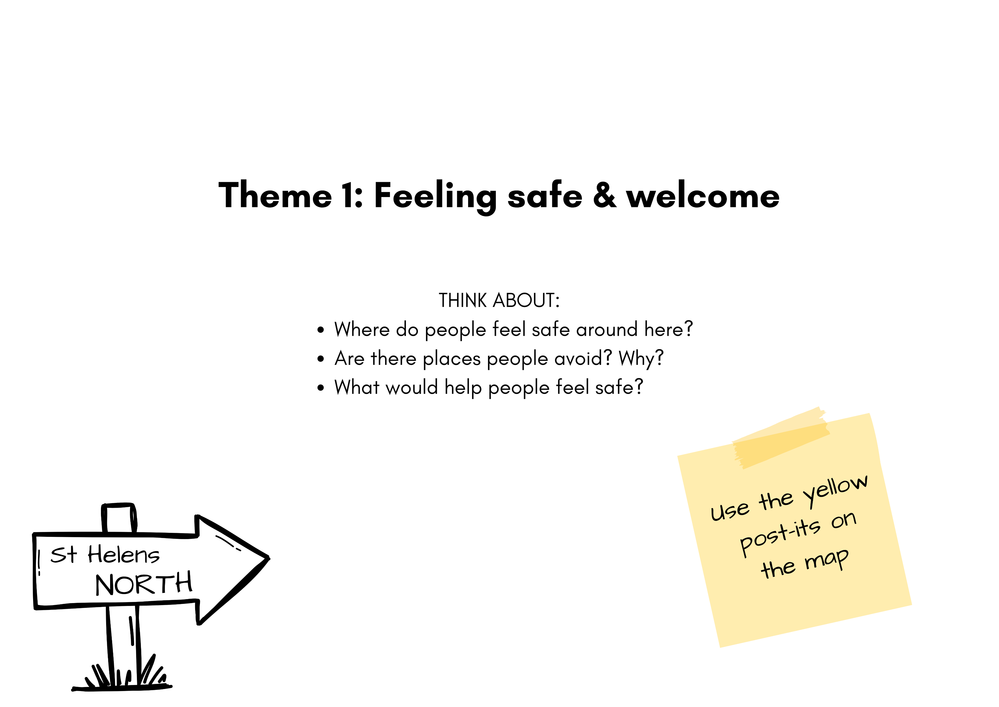 Theme 1: Feeling safe & welcome
THINK ABOUT:
• Where do people feel safe around here?
• Are there places people avoid? Why?
• What would help people feel safe?
Use the yellow
post-its on
the map
St Helens
NORTH